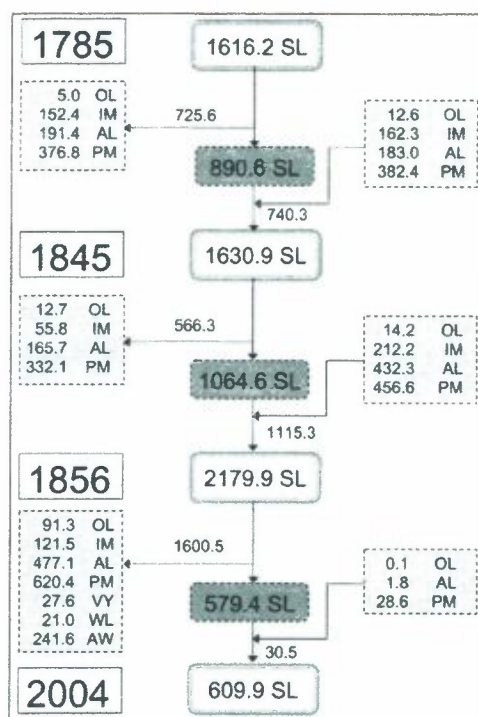 1785
1616.2 SL
5.0 OL
152.4 IM
191.4 AL
376.8 PM
725.6
12.6 OL
162.3 IM
183.0 AL
382.4 PM
890.6 SL
740.3
1845
1630.9 SL
12.7 OL
55.8 IM
165.7 AL
332.1 PM
566.3
14.2 OL
212.2 IM
432.3 AL
456.6 PM
1064.6 SL
1115.3
1856
2179.9 SL
91.3 OL
121.5 IM
477.1 AL
620.4 PM
27.6 VY
21.0 WL
241.6 AW
1600.5
0.1 OL
1.8 AL
28.6 PM
579.4 SL
30.5
2004
609.9 SL